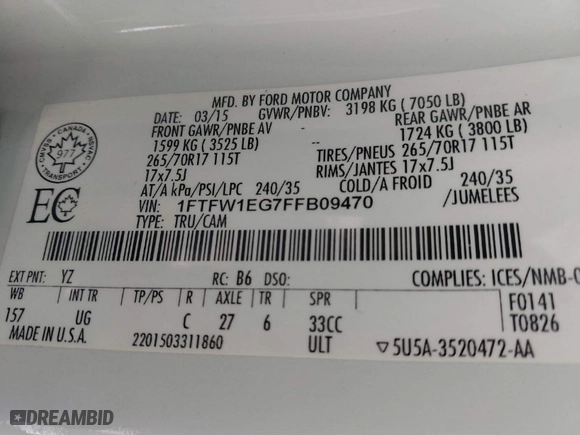 MFD. BY FORD MOTOR COMPANY
DATE: 03/15 GVWR/PNBV: 3198 KG ( 7050 LB)
FRONT GAWR/PNBE AV - REAR GAWR/PNBE AR
1599 KG ( 3525 LB) - 1724 KG ( 3800 LB)
265/70R17 115T TIRES/PNEUS 265/70R17 115T
17x7.5J RIMS/JANTES 17x7.5J
AT/A kPa/PSI/LPC 240/35 COLD/A FROID 240/35
VIN: 1FTFW1EG7FFB09470 /JUMELEES
TYPE: TRU/CAM
CANADA
977
TRANSPORT
EC
EXT PNT: YZ RC: B6 DSO: COMPLIES: ICES/NMB-0
WB INT TR TP/PS R AXLE TR SPR F0141
157 UG C 27 6 33CC T0826
MADE IN U.S.A. 2201503311860 ULT ▽5U5A-3520472-AA
DREAMBID